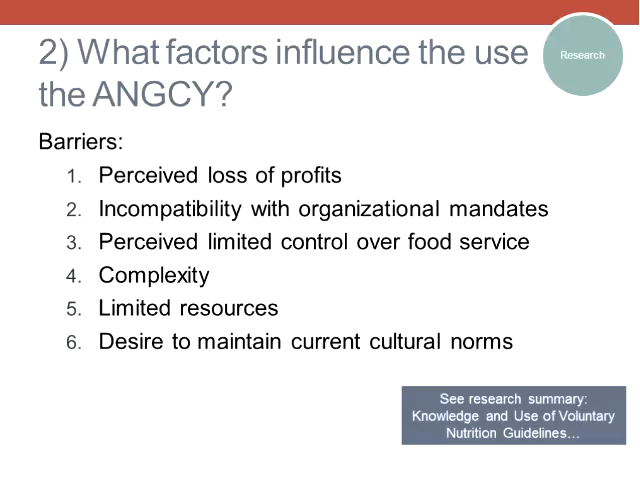 2) What factors influence the use
the ANGCY?
Research
Barriers:
1. Perceived loss of profits
2. Incompatibility with organizational mandates
3. Perceived limited control over food service
4. Complexity
5. Limited resources
6. Desire to maintain current cultural norms
See research summary:
Knowledge and Use of Voluntary
Nutrition Guidelines…